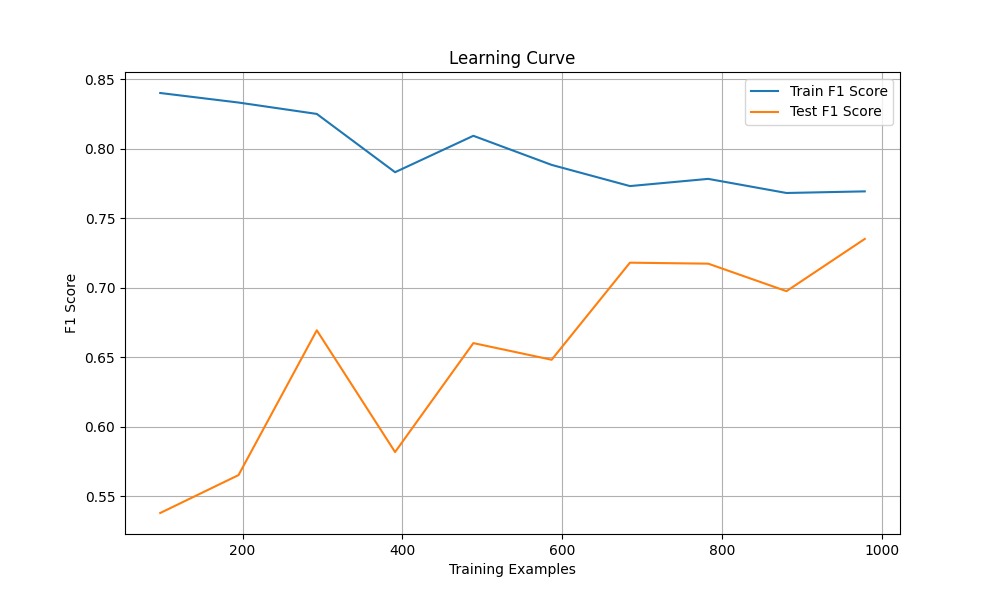 Learning Curve
0.85
0.80
0.75
0.70
0.65
0.60
0.55
F1 Score
Train F1 Score
Test F1 Score
200 400 600 800 1000
Training Examples